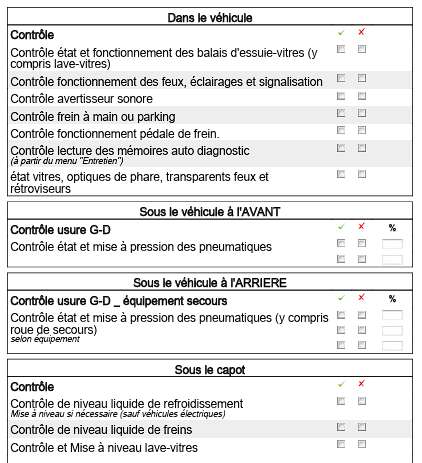 Dans le véhicule
Contrôle ✓ ✗
Contrôle état et fonctionnement des balais d'essuie-vitres (y
compris lave-vitres)
Contrôle fonctionnement des feux, éclairages et signalisation
Contrôle avertisseur sonore
Contrôle frein à main ou parking
Contrôle fonctionnement pédale de frein.
Contrôle lecture des mémoires auto diagnostic
(à partir du menu "Entretien")
état vitres, optiques de phare, transparents feux et
rétroviseurs
Sous le véhicule à l'AVANT
Contrôle usure G-D ✓ ✗ %
Contrôle état et mise à pression des pneumatiques
Sous le véhicule à l'ARRIERE
Contrôle usure G-D _ équipement secours ✓ ✗ %
Contrôle état et mise à pression des pneumatiques (y compris
roue de secours)
selon équipement
Sous le capot
Contrôle ✓ ✗
Contrôle de niveau liquide de refroidissement
Mise à niveau si nécessaire (sauf véhicules électriques)
Contrôle de niveau liquide de freins
Contrôle et Mise à niveau lave-vitres